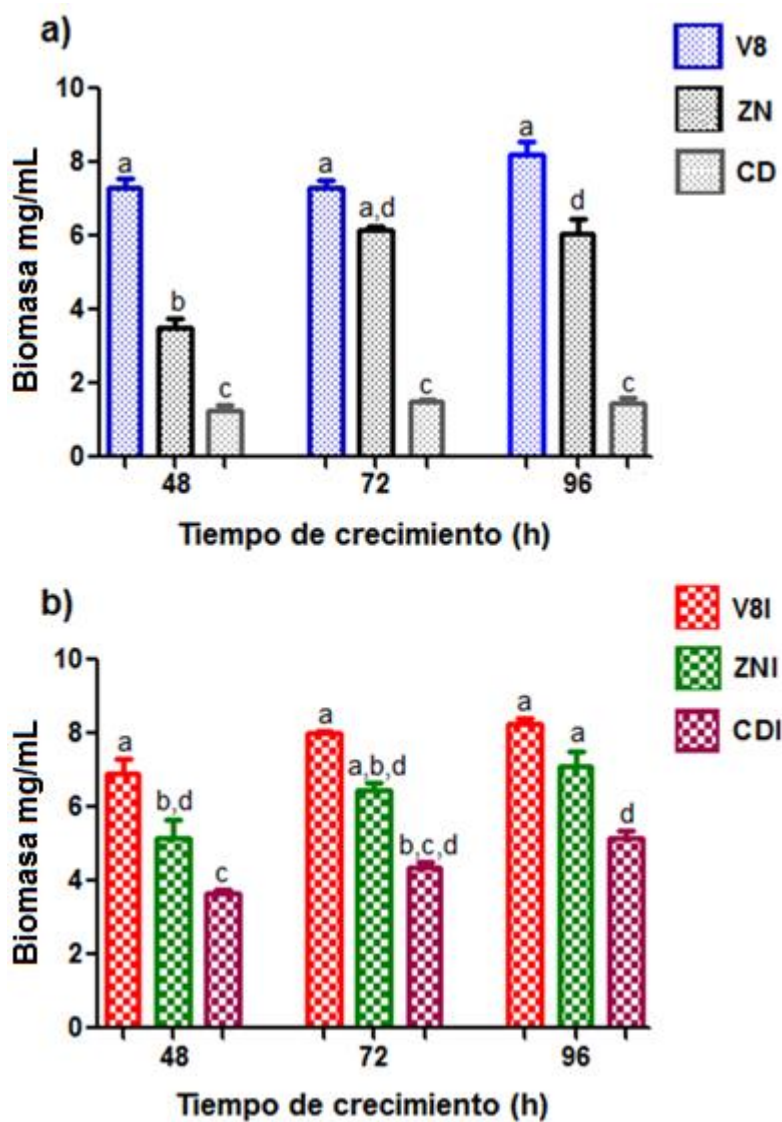 a)
V8
ZN
CD
Biomasa mg/mL
10
8
6
4
2
0
a
b
c
a
a,d
c
a
d
c
48
72
96
Tiempo de crecimiento (h)
b)
V8I
ZNI
CDI
Biomasa mg/mL
10
8
6
4
2
0
a
b,d
c
a
a,b,d
b,c,d
a
a
d
48
72
96
Tiempo de crecimiento (h)